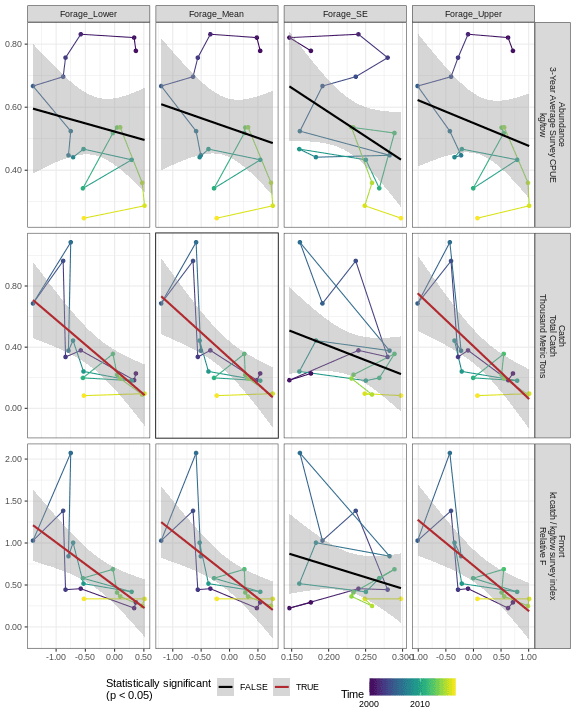 Forage_Lower Forage_Mean Forage_SE Forage_Upper
0.80
0.60
0.40
Abundance
3-Year Average Survey CPUE
kg/tow
0.80
0.40
0.00
Catch
Total Catch
Thousand Metric Tons
2.00
1.50
1.00
0.50
0.00
Fmort
kt catch / kg/tow survey index
Relative F
-1.00 -0.50 0.00 0.50 -1.00 -0.50 0.00 0.50 0.150 0.200 0.250 0.300 -1.00 -0.50 0.00 0.50 1.00
Statistically significant
(p < 0.05)
FALSE TRUE
Time
2000 2010